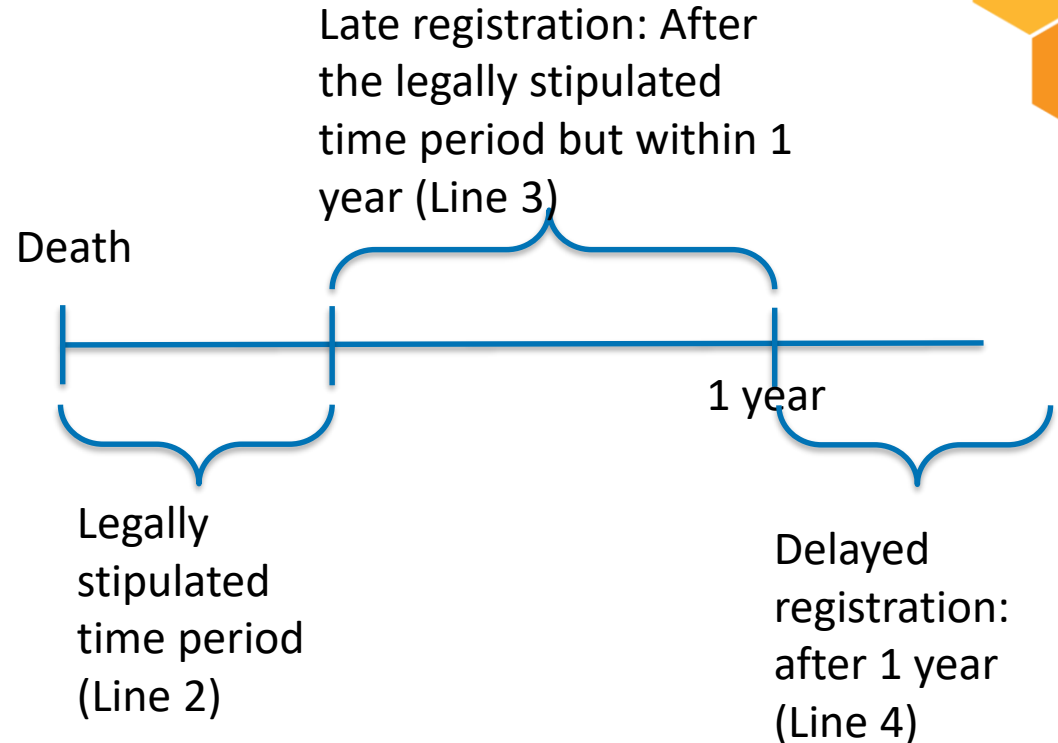 Late registration: After
the legally stipulated
time period but within 1
year (Line 3)
Death
1 year
Legally
stipulated
time period
(Line 2)
Delayed
registration:
after 1 year
(Line 4)